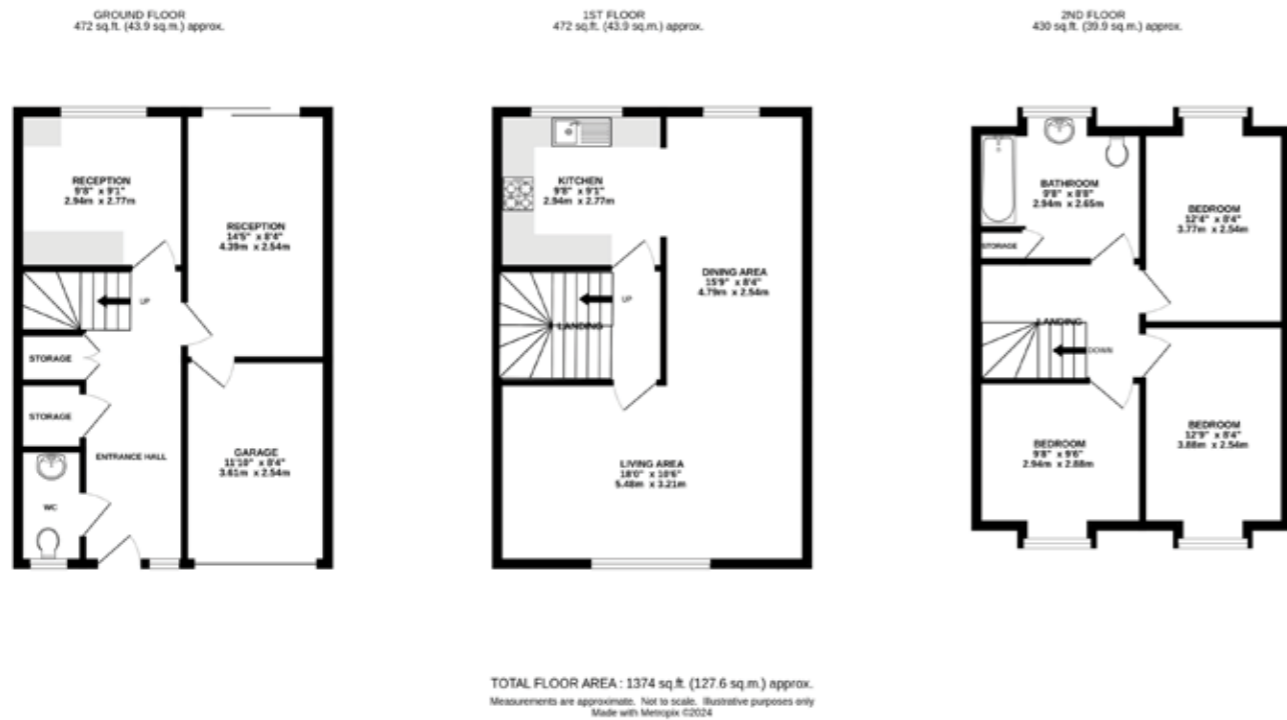 GROUND FLOOR
472 sq.ft. (43.9 sq.m.) approx.
1ST FLOOR
472 sq.ft. (43.9 sq.m.) approx.
2ND FLOOR
430 sq.ft. (39.9 sq.m.) approx.
RECEPTION
9'8" x 9'1"
2.94m x 2.77m
RECEPTION
14'5" x 8'4"
4.39m x 2.54m
UP
STORAGE
STORAGE
ENTRANCE HALL
WC
GARAGE
11'10" x 8'4"
3.61m x 2.54m
KITCHEN
9'8" x 9'1"
2.94m x 2.77m
DINING AREA
15'9" x 8'4"
4.79m x 2.54m
UP
LANDING
LIVING AREA
18'0" x 10'6"
5.48m x 3.21m
BATHROOM
9'8" x 8'8"
2.94m x 2.65m
STORAGE
BEDROOM
12'4" x 8'4"
3.77m x 2.54m
LANDING
DOWN
BEDROOM
9'8" x 9'6"
2.94m x 2.88m
BEDROOM
12'9" x 8'4"
3.88m x 2.54m
TOTAL FLOOR AREA : 1374 sq.ft. (127.6 sq.m.) approx.
Measurements are approximate. Not to scale. Illustrative purposes only
Made with Metropix ©2024